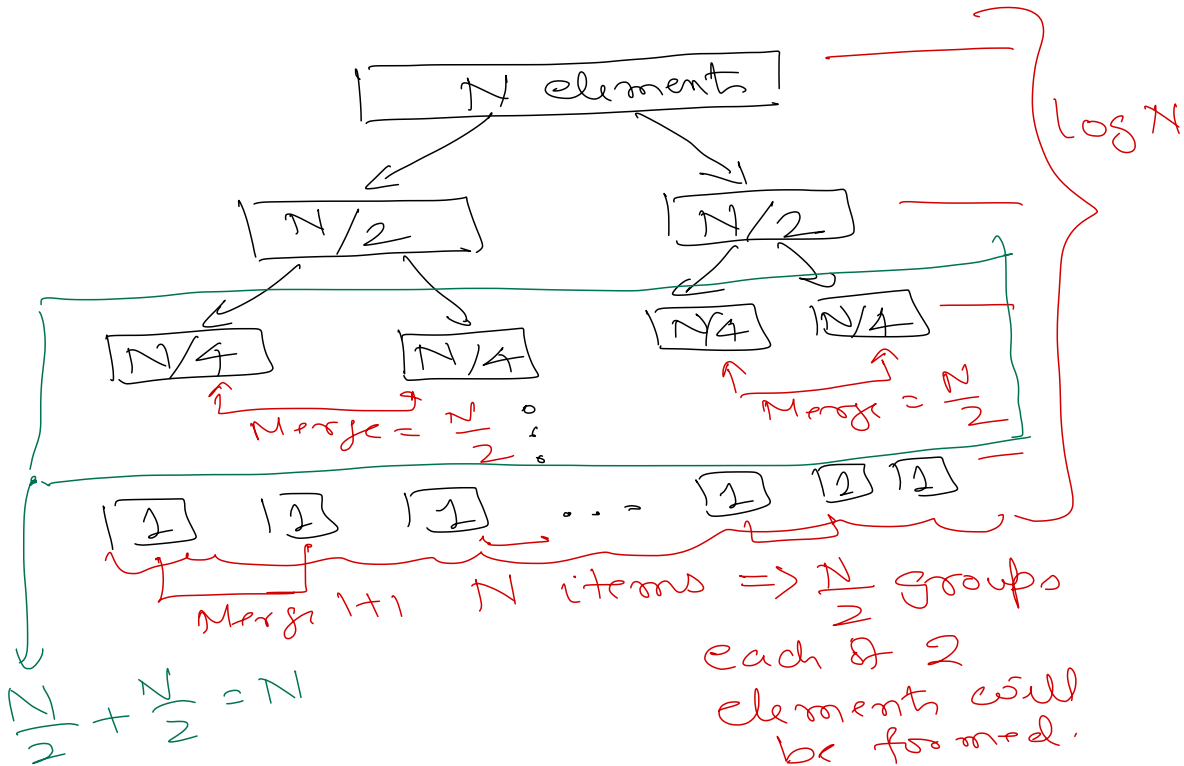 N elements
log N
N/2 N/2
N/4 N/4 N/4 N/4
Merge = N/2 Merge = N/2
1 1 1 ... 1 1 1
Merge 1+1 N items => N/2 groups
each of 2
elements will
be formed.
N/2 + N/2 = N